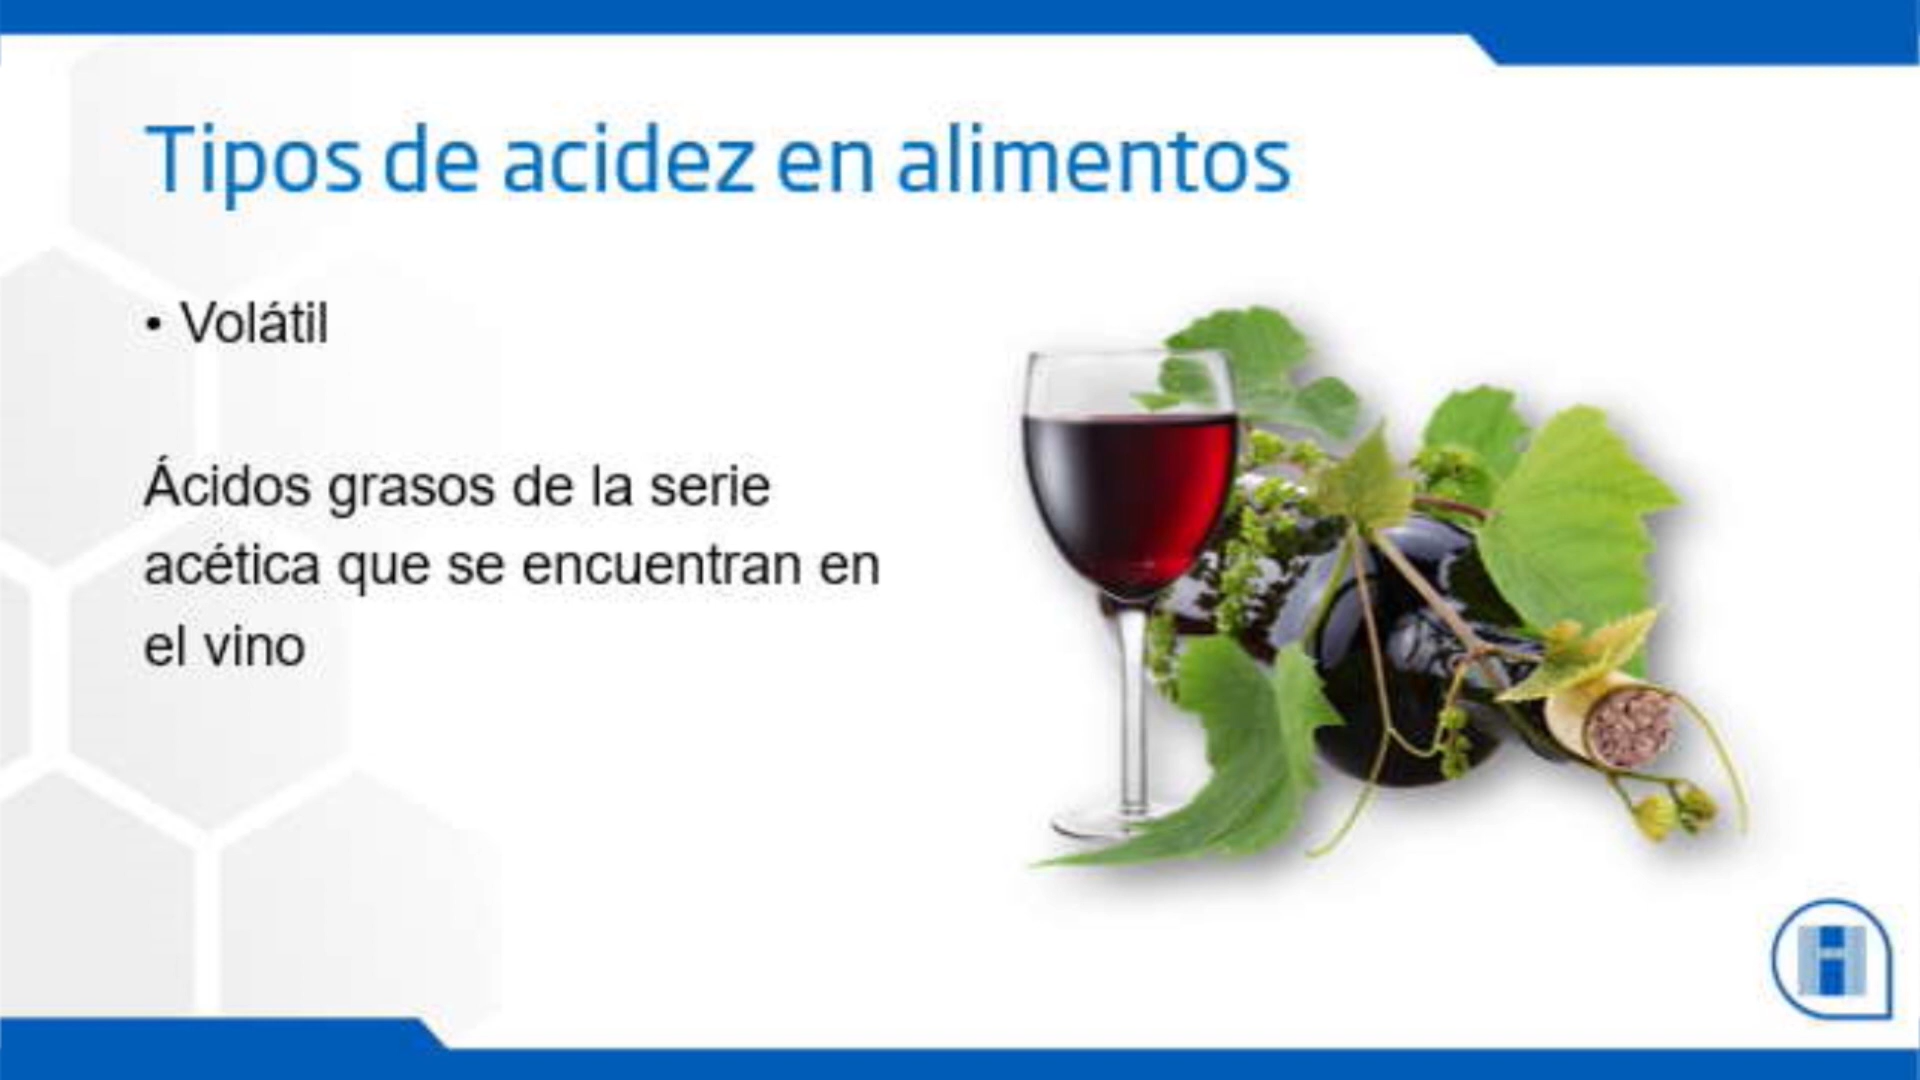 Tipos de acidez en alimentos
• Volátil
Ácidos grasos de la serie
acética que se encuentran en
el vino